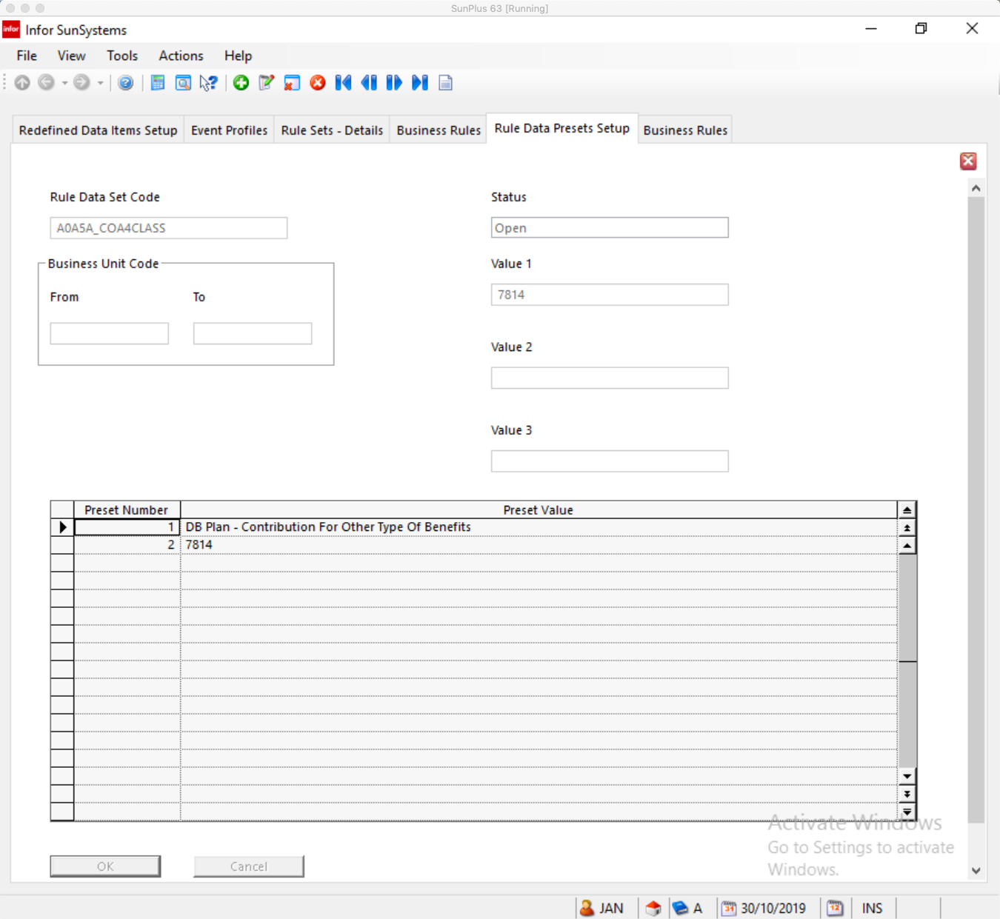 SunPlus 63 [Running]
infor Infor SunSystems
File View Tools Actions Help
Redefined Data Items Setup Event Profiles Rule Sets - Details Business Rules Rule Data Presets Setup Business Rules
Rule Data Set Code Status
A0A5A_COA4CLASS Open
Business Unit Code Value 1
From To
7814
Value 2
Value 3
Preset Number Preset Value
1 DB Plan - Contribution For Other Type Of Benefits
2 7814
Activate Windows
Go to Settings to activate
Windows.
OK Cancel
JAN A 31 30/10/2019 12 INS